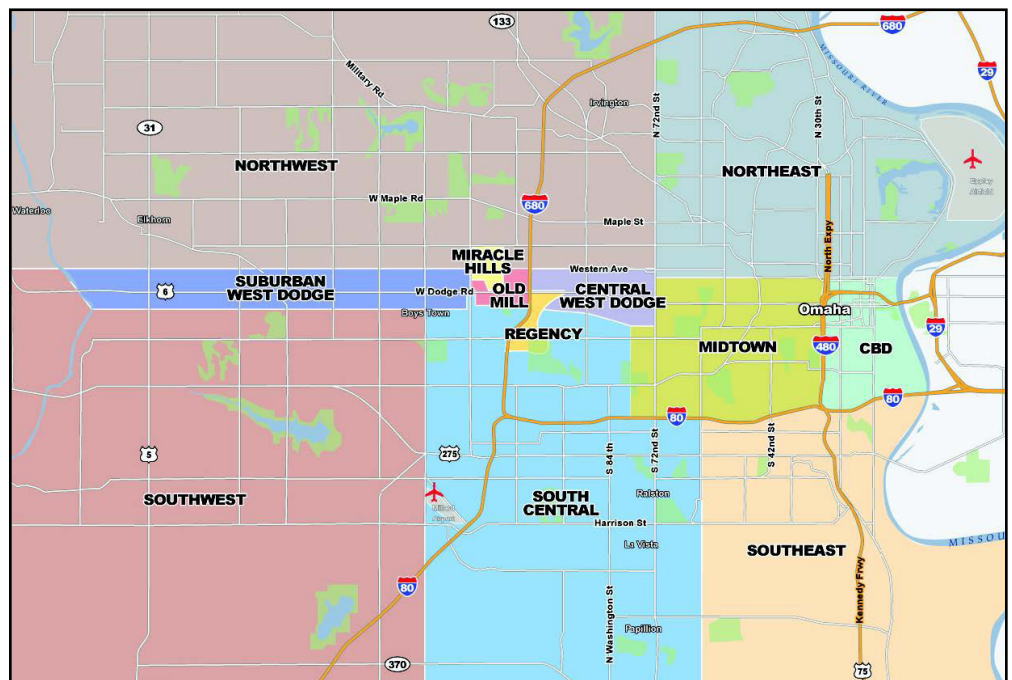 133
680
MISSOURI RIVER
29
Military Rd
Irvington
N 72nd St
N 30th St
31
NORTHWEST
NORTHEAST
Eppley
Airfield
W Maple Rd
680
Waterloo
Elkhorn
Maple St
North Expy
MIRACLE
HILLS
Western Ave
SUBURBAN
WEST DODGE
6
W Dodge Rd
OLD
MILL
CENTRAL
WEST DODGE
Boys Town
Omaha
REGENCY
29
MIDTOWN
480
CBD
80
80
5
275
S 84 th
S 72nd St
S 42nd St
SOUTHWEST
Millard
Airport
SOUTH
CENTRAL
Ralston
Harrison St
MISSOU
La Vista
SOUTHEAST
80
N Washington St
Kennedy Frwy
Papillion
370
75